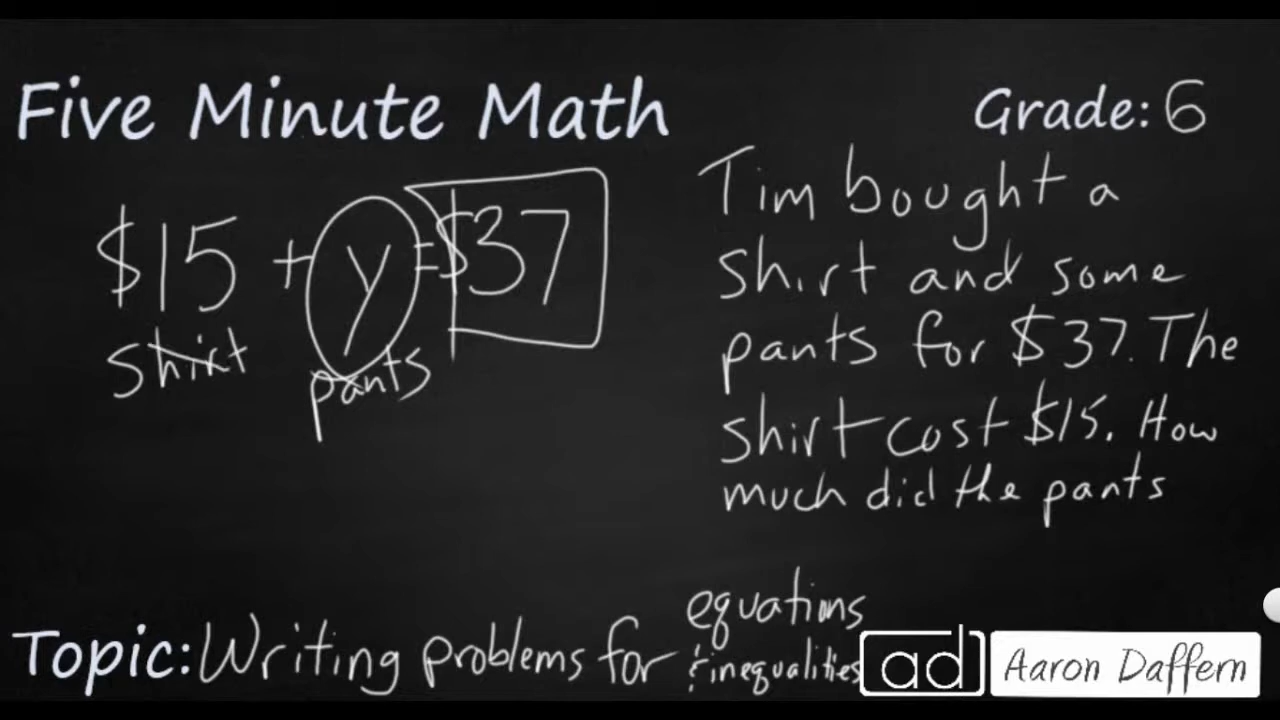 Five Minute Math
Grade: 6
$15 + y = $37
shirt
pants
Tim bought a
shirt and some
pants for $37. The
shirt cost $15. How
much did the pants
Topic: Writing problems for equations
& inequalities
ad
Aaron Daffern